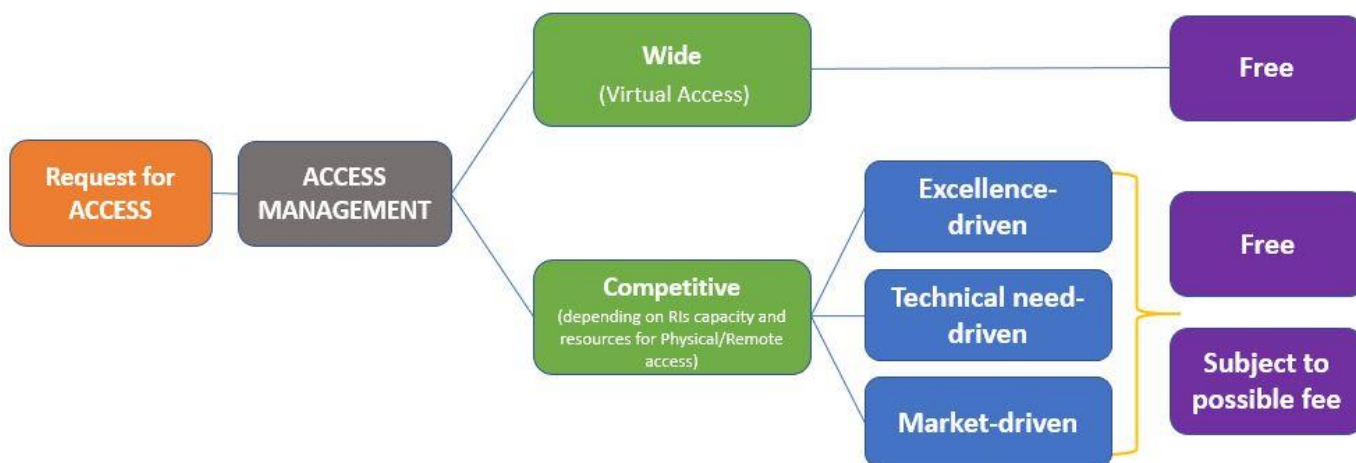 Request for
ACCESS
ACCESS
MANAGEMENT
Wide
(Virtual Access)
Free
Competitive
(depending on RIs capacity and
resources for Physical/Remote
access)
Excellence-
driven
Technical need-
driven
Market-driven
Free
Subject to
possible fee